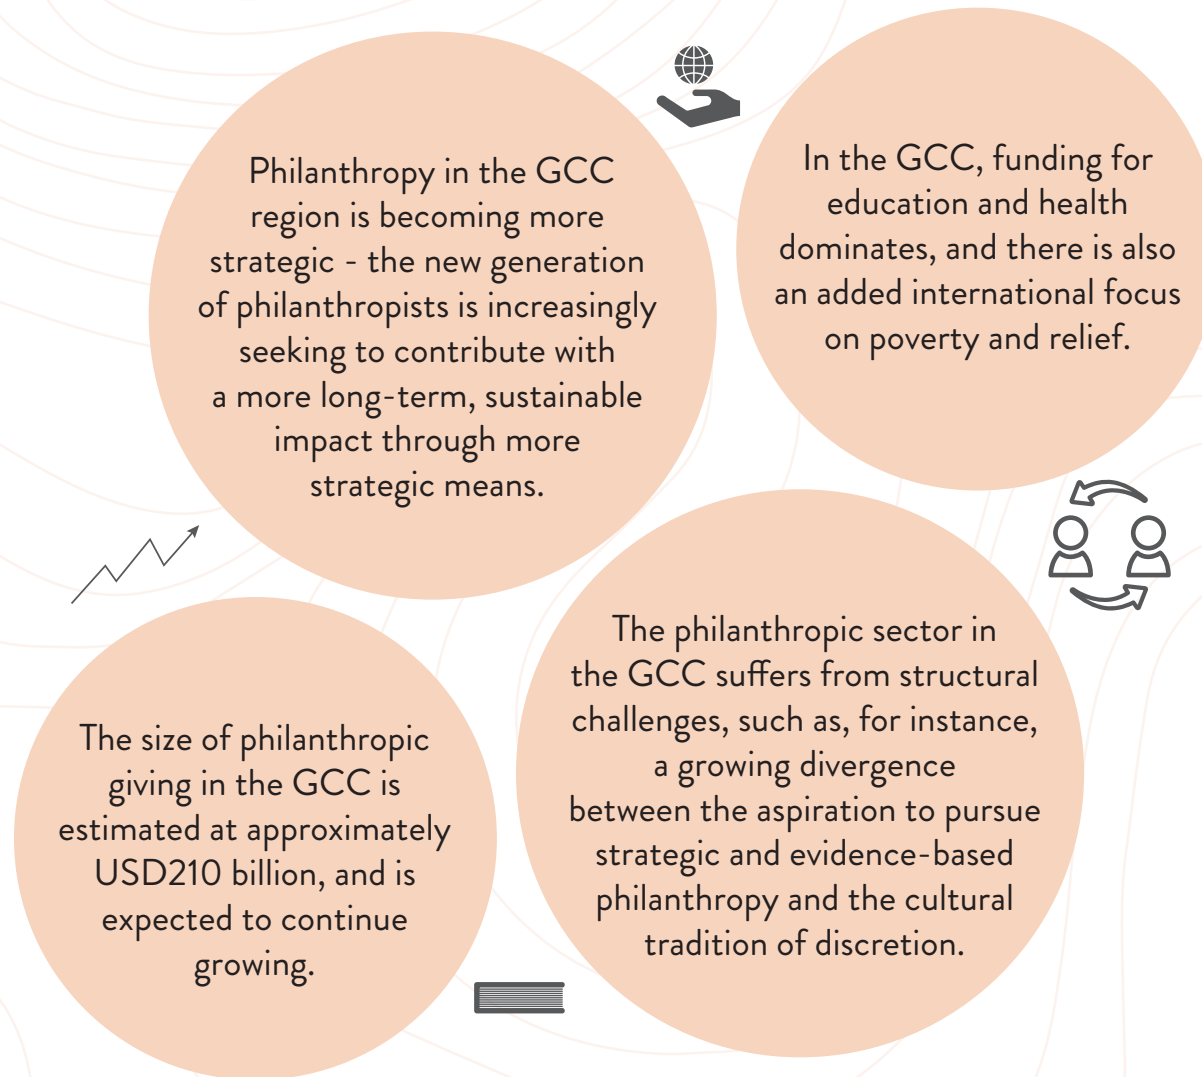 Philanthropy in the GCC
region is becoming more
strategic - the new generation
of philanthropists is increasingly
seeking to contribute with
a more long-term, sustainable
impact through more
strategic means.
In the GCC, funding for
education and health
dominates, and there is also
an added international focus
on poverty and relief.
The size of philanthropic
giving in the GCC is
estimated at approximately
USD210 billion, and is
expected to continue
growing.
The philanthropic sector in
the GCC suffers from structural
challenges, such as, for instance,
a growing divergence
between the aspiration to pursue
strategic and evidence-based
philanthropy and the cultural
tradition of discretion.